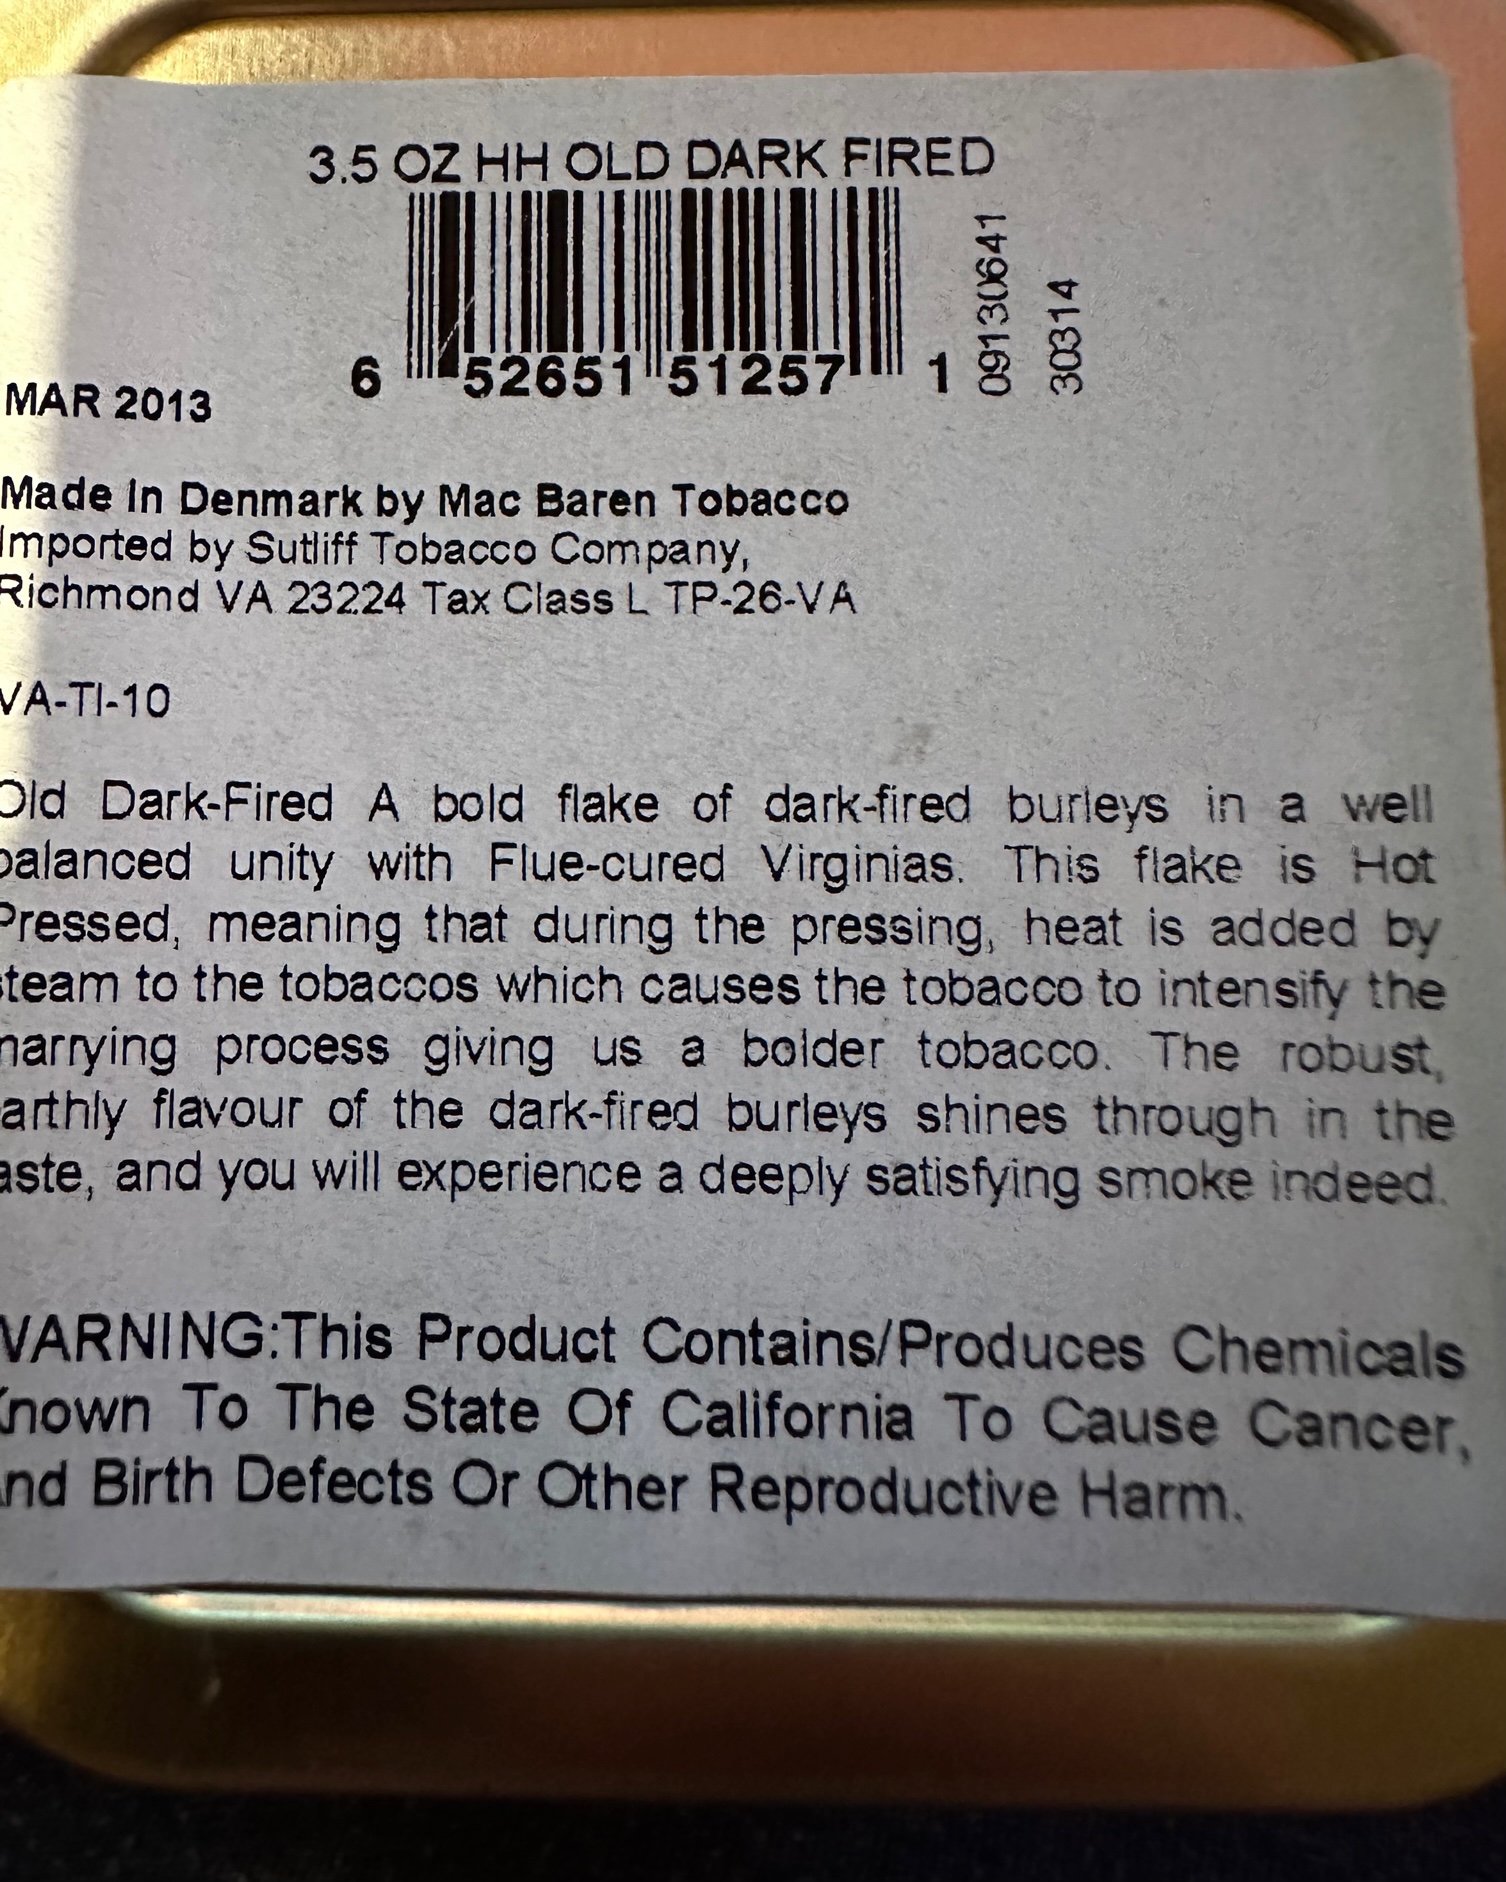 3.5 OZ HH OLD DARK FIRED
6 52651 51257 1
09130641
30314
MAR 2013
Made In Denmark by Mac Baren Tobacco
Imported by Sutliff Tobacco Company,
Richmond VA 23224 Tax Class L TP-26-VA
VA-TI-10
Old Dark-Fired A bold flake of dark-fired burleys in a well
balanced unity with Flue-cured Virginias. This flake is Hot
Pressed, meaning that during the pressing, heat is added by
steam to the tobaccos which causes the tobacco to intensify the
marrying process giving us a bolder tobacco. The robust,
earthly flavour of the dark-fired burleys shines through in the
taste, and you will experience a deeply satisfying smoke indeed.
WARNING:This Product Contains/Produces Chemicals
Known To The State Of California To Cause Cancer,
And Birth Defects Or Other Reproductive Harm.